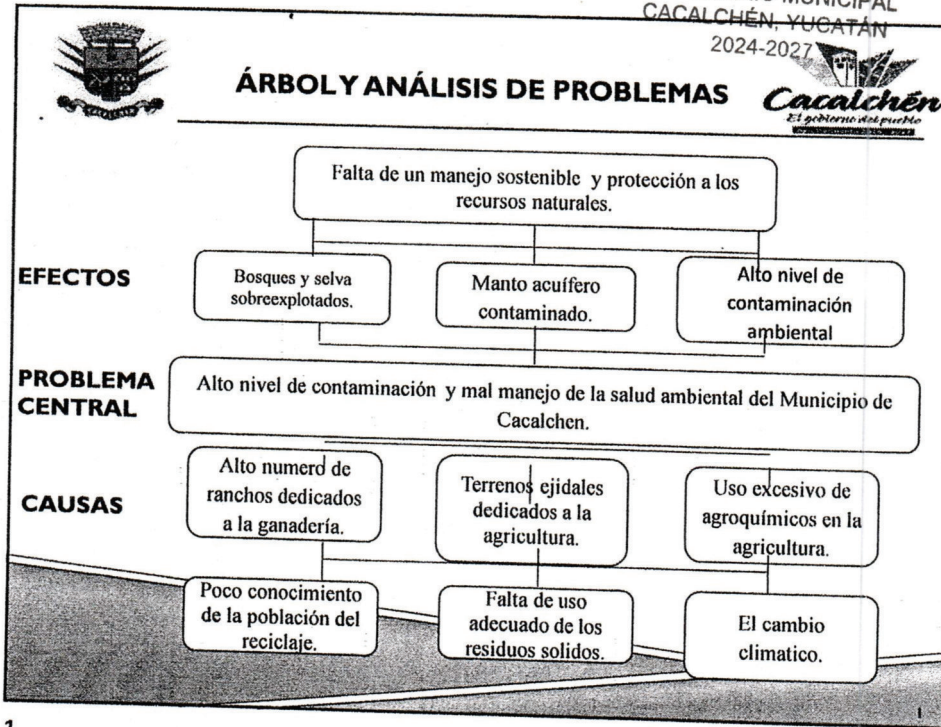 MUNICIPAL
CACALCHÉN, YUCATÁN
2024-2027
ÁRBOL Y ANÁLISIS DE PROBLEMAS
Cacalchén
El gobierno del pueblo
Falta de un manejo sostenible y protección a los
recursos naturales.
EFECTOS
Bosques y selva
sobreexplotados.
Manto acuífero
contaminado.
Alto nivel de
contaminación
ambiental
PROBLEMA
CENTRAL
Alto nivel de contaminación y mal manejo de la salud ambiental del Municipio de
Cacalchen.
CAUSAS
Alto numero de
ranchos dedicados
a la ganadería.
Terrenos ejidales
dedicados a la
agricultura.
Uso excesivo de
agroquímicos en la
agricultura.
Poco conocimiento
de la población del
reciclaje.
Falta de uso
adecuado de los
residuos solidos.
El cambio
climatico.
1
1